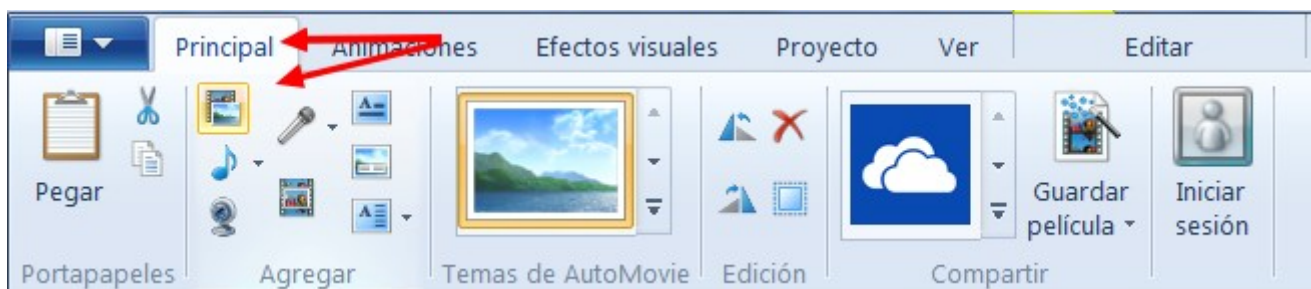 Principal Animaciones Efectos visuales Proyecto Ver Editar
Pegar
Guardar película
Iniciar sesión
Portapapeles Agregar Temas de AutoMovie Edición Compartir